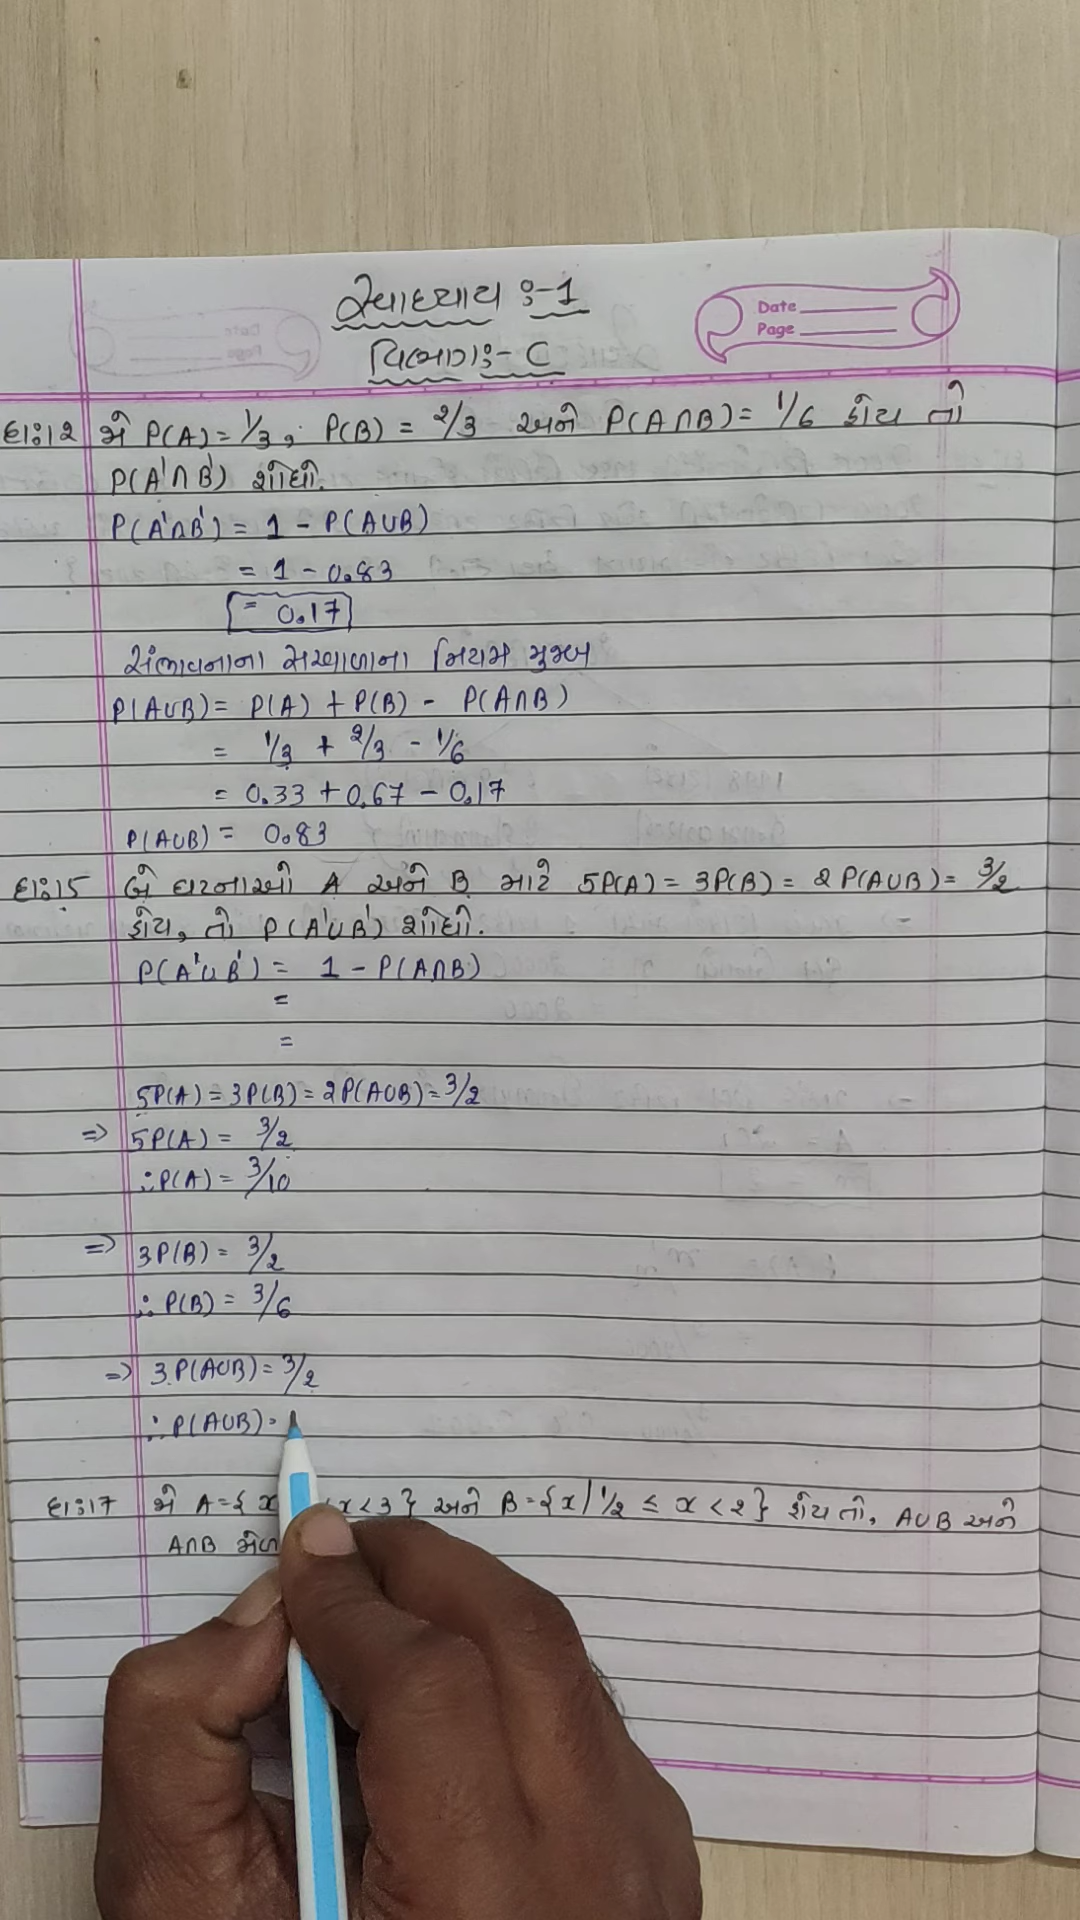 સ્વાધ્યાય :-1
વિભાગ :- C
Date
Page
દા:12 જો P(A) = 1/3, P(B) = 2/3 અને P(A∩B) = 1/6 હોય તો
P(A'∩B') શોધો.
P(A'∩B') = 1 - P(A∪B)
= 1 - 0.83
= 0.17
સંભાવનાના સરવાળાના નિયમ મુજબ
P(A∪B) = P(A) + P(B) - P(A∩B)
= 1/3 + 2/3 - 1/6
= 0.33 + 0.67 - 0.17
P(A∪B) = 0.83
દા:15 બે ઘટનાઓ A અને B માટે 5P(A) = 3P(B) = 2P(A∪B) = 3/2
હોય, તો P(A'∪B') શોધો.
P(A'∪B') = 1 - P(A∩B)
=
=
5P(A) = 3P(B) = 2P(A∪B) = 3/2
=> 5P(A) = 3/2
∴ P(A) = 3/10
=> 3P(B) = 3/2
∴ P(B) = 3/6
=> 3.P(A∪B) = 3/2
∴ P(A∪B) =
દા:17 જો A = {x < x < 3} અને B = {x | 1/2 ≤ x < 2} હોય તો, A∪B અને
A∩B